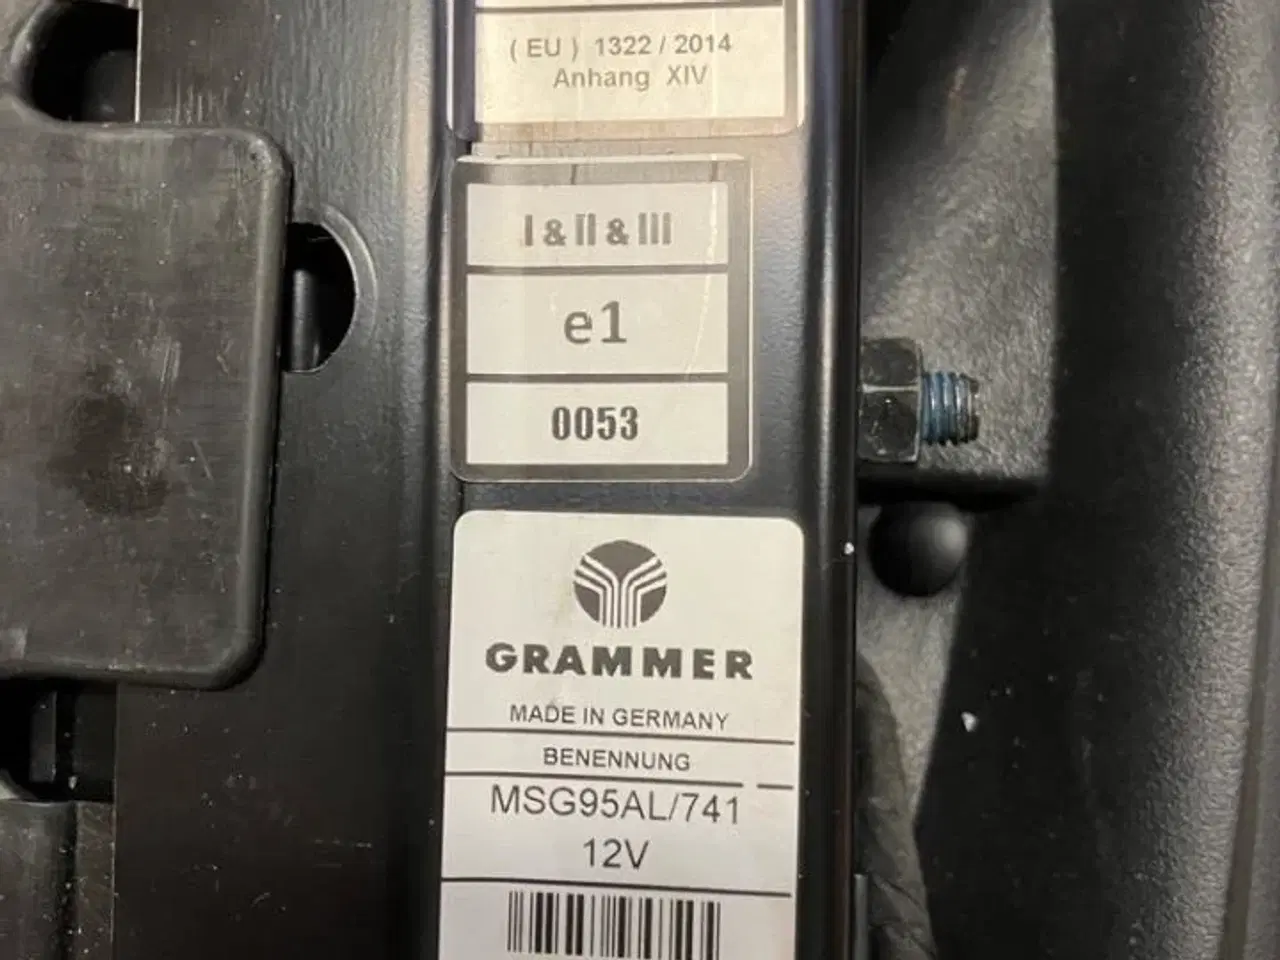 ( EU ) 1322 / 2014
Anhang XIV
I & II & III
e1
0053
GRAMMER
MADE IN GERMANY
BENENNUNG
MSG95AL/741
12V